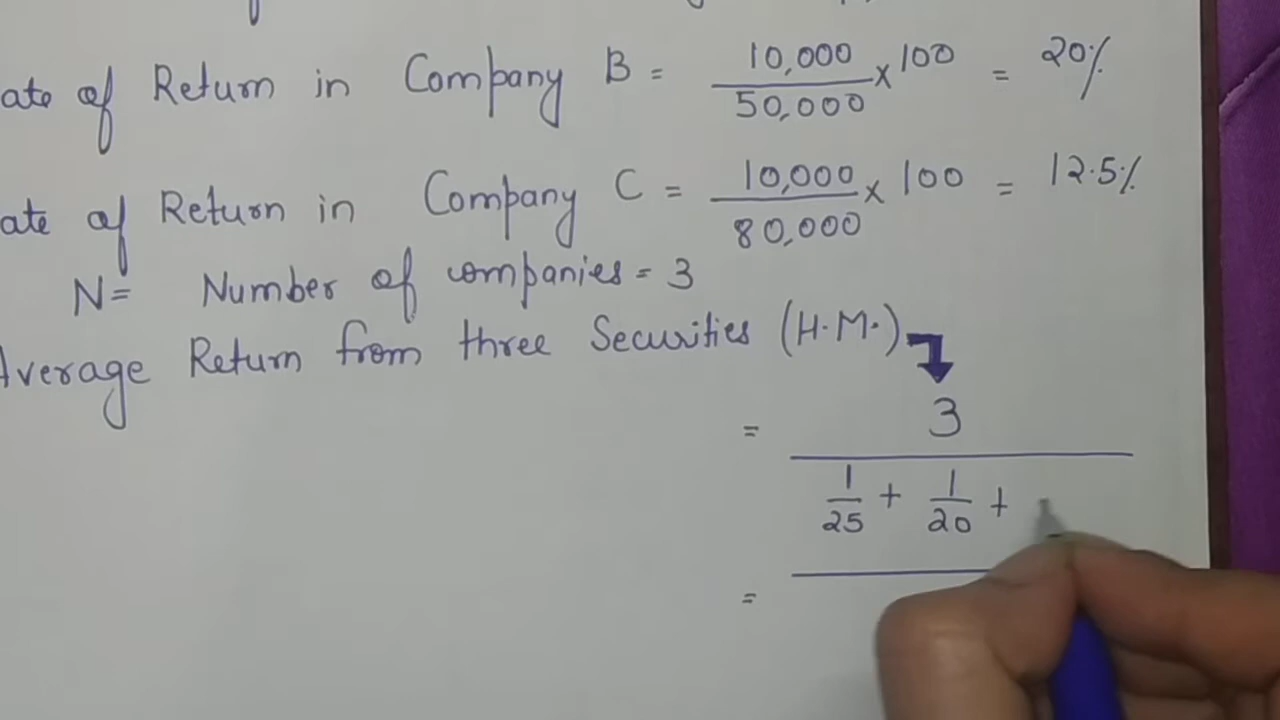 ate of Return in Company B = 10,000 / 50,000 × 100 = 20%
ate of Return in Company C = 10,000 / 80,000 × 100 = 12.5%
N= Number of companies = 3
Average Return from three Securities (H.M.)
= 3
1/25 + 1/20 +
=